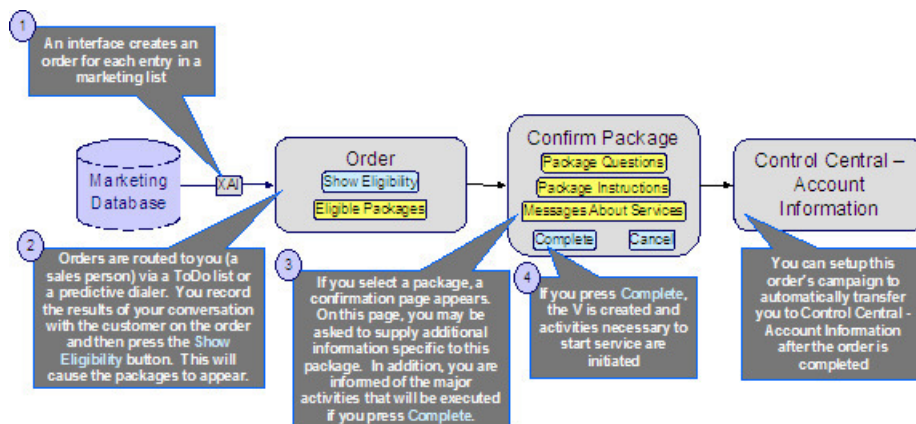 1
An interface creates an
order for each entry in a
marketing list
Marketing
Database
XAI
Order
Show Eligibility
Eligible Packages
Confirm Package
Package Questions
Package Instructions
Messages About Services
Complete
Cancel
Control Central –
Account
Information
2
Orders are routed to you (a
sales person) via a ToDo list or
a predictive dialer. You record
the results of your conversation
with the customer on the order
and then press the Show
Eligibility button. This will
cause the packages to appear.
3
If you select a package, a
confirmation page appears.
On this page, you may be
asked to supply additional
information specific to this
package. In addition, you are
informed of the major
activities that will be executed
if you press Complete.
4
If you press Complete,
the V is created and
activities necessary to
start service are
initiated
You can setup this
order's campaign to
automatically transfer
you to Control Central -
Account Information
after the order is
completed